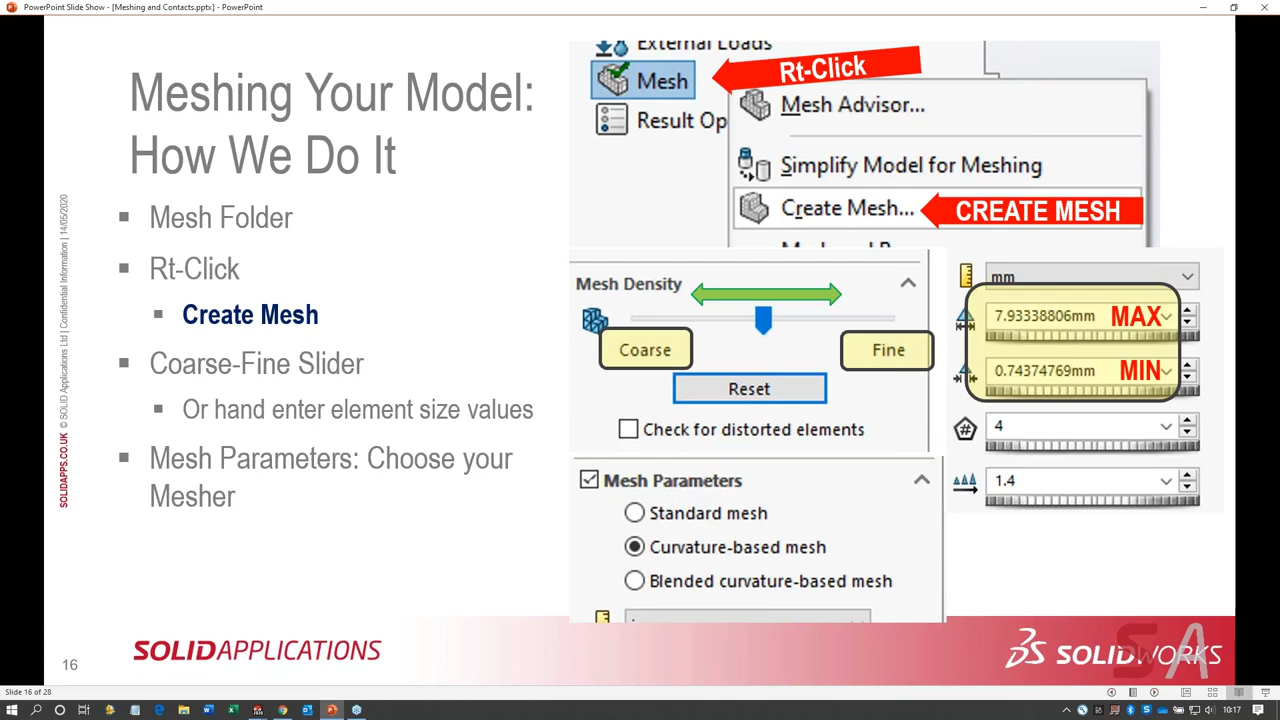 PowerPoint Slide Show - [Meshing and Contacts.pptx] - PowerPoint
Meshing Your Model:
How We Do It
Mesh Folder
Rt-Click
Create Mesh
Coarse-Fine Slider
Or hand enter element size values
Mesh Parameters: Choose your
Mesher
SOLIDAPPS.CO.UK | © SOLID Applications Ltd | Confidential Information | 14/05/2020
External Loads
Mesh
Rt-Click
Result Op
Mesh Advisor...
Simplify Model for Meshing
Create Mesh...
CREATE MESH
Mesh Density
Coarse
Fine
Reset
Check for distorted elements
Mesh Parameters
Standard mesh
Curvature-based mesh
Blended curvature-based mesh
mm
7.93338806mm MAX
0.74374769mm MIN
4
1.4
16
SOLIDAPPLICATIONS
SOLIDWORKS
SA
Slide 16 of 28
10:17